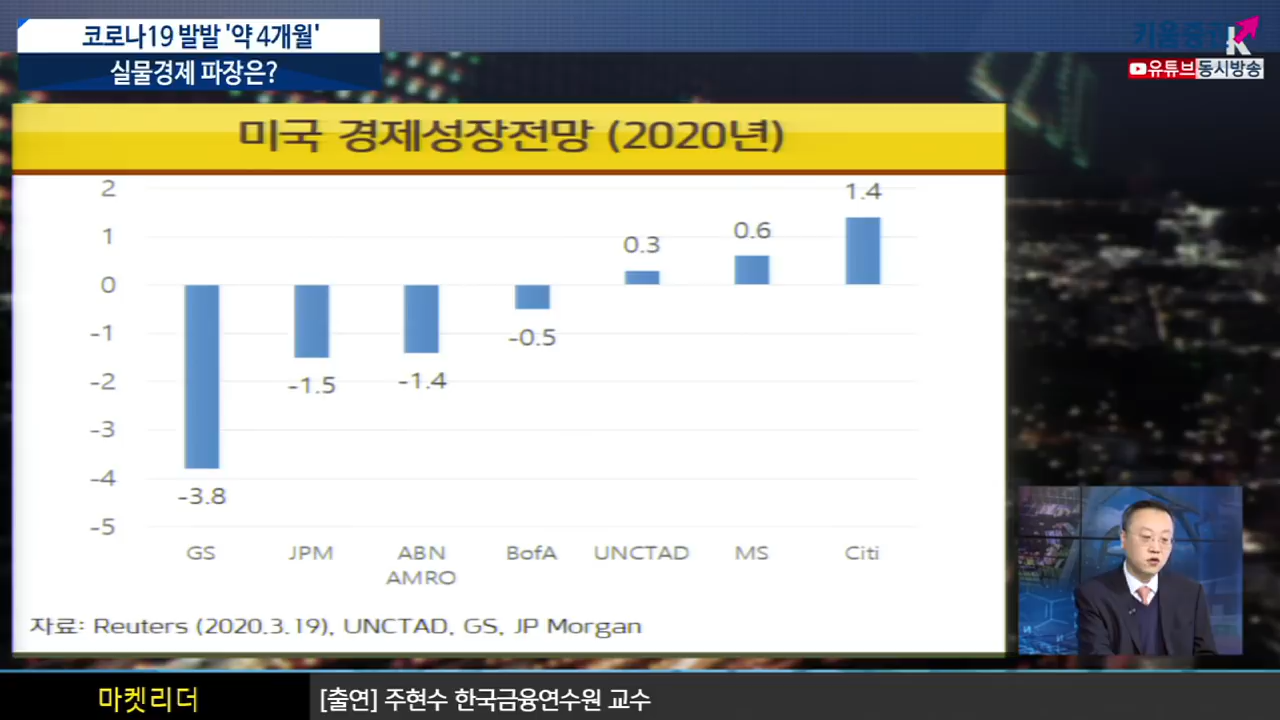 코로나19 발발 '약 4개월'
실물경제 파장은?
키움증권
유튜브 동시방송
미국 경제성장전망 (2020년)
2
1
0
-1
-2
-3
-4
-5
-3.8
-1.5
-1.4
-0.5
0.3
0.6
1.4
GS
JPM
ABN AMRO
BofA
UNCTAD
MS
Citi
자료: Reuters (2020.3.19), UNCTAD, GS, JP Morgan
마켓리더
[출연] 주현수 한국금융연수원 교수